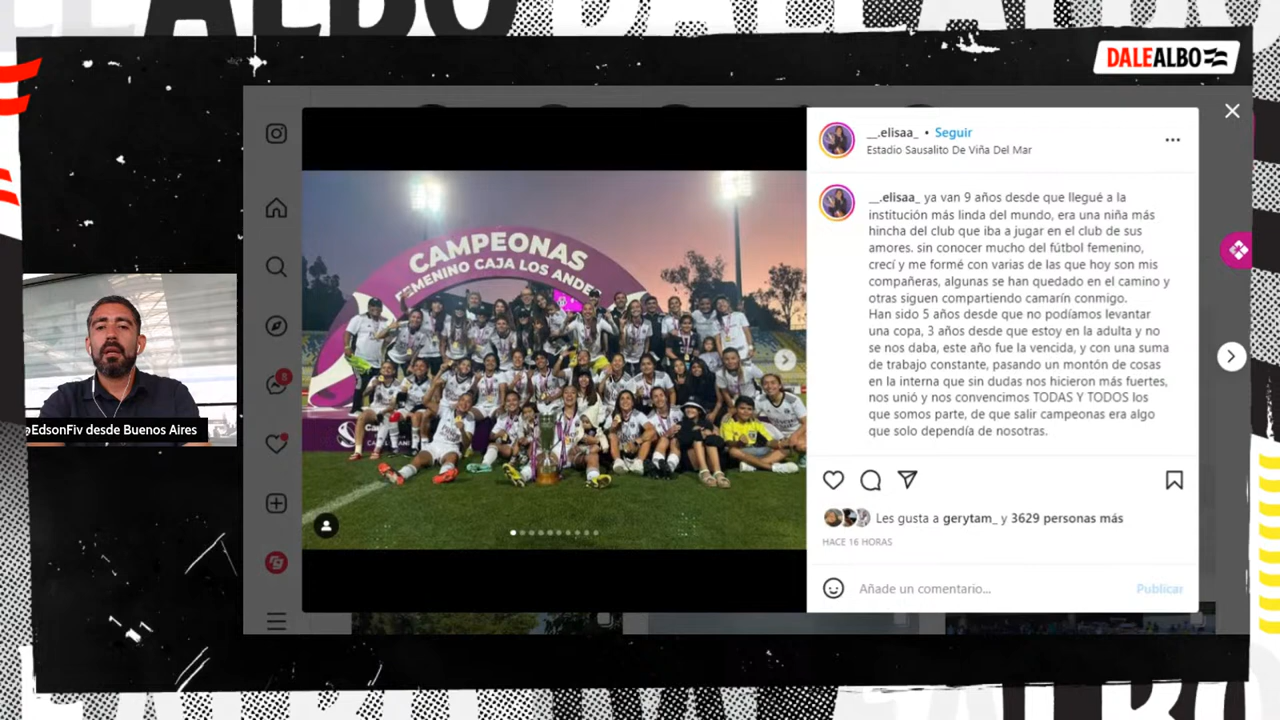 DALEALBO
__.elisaa_ • Seguir
Estadio Sausalito De Viña Del Mar
CAMPEONAS
FEMENINO CAJA LOS ANDES
__.elisaa_ ya van 9 años desde que llegué a la
institución más linda del mundo, era una niña más
hincha del club que iba a jugar en el club de sus
amores. sin conocer mucho del fútbol femenino,
crecí y me formé con varias de las que hoy son mis
compañeras, algunas se han quedado en el camino y
otras siguen compartiendo camarín conmigo.
Han sido 5 años desde que no podíamos levantar
una copa, 3 años desde que estoy en la adulta y no
se nos daba, este año fue la vencida, y con una suma
de trabajo constante, pasando un montón de cosas
en la interna que sin dudas nos hicieron más fuertes,
nos unió y nos convencimos TODAS Y TODOS los
que somos parte, de que salir campeonas era algo
que solo dependía de nosotras.
Les gusta a gerytam_ y 3629 personas más
HACE 16 HORAS
Añade un comentario...
Publicar
@EdsonFiv desde Buenos Aires